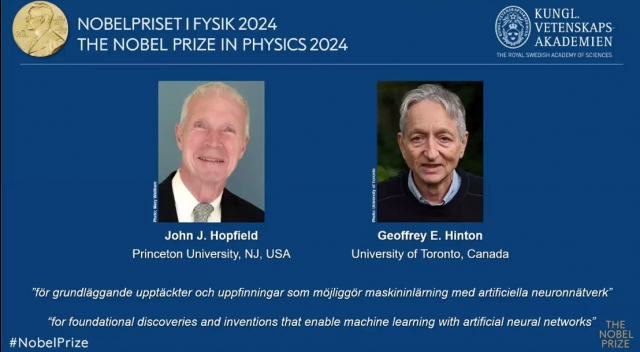 NOBELPRISET I FYSIK 2024
THE NOBEL PRIZE IN PHYSICS 2024
KUNGL.
VETENSKAPS-
AKADEMIEN
THE ROYAL SWEDISH ACADEMY OF SCIENCES
Photo: University of Toronto
John J. Hopfield
Princeton University, NJ, USA
Geoffrey E. Hinton
University of Toronto, Canada
”för grundläggande upptäckter och uppfinningar som möjliggör maskininlärning med artificiella neuronnätverk”
”for foundational discoveries and inventions that enable machine learning with artificial neural networks”
#NobelPrize
THE
NOBEL
PRIZE